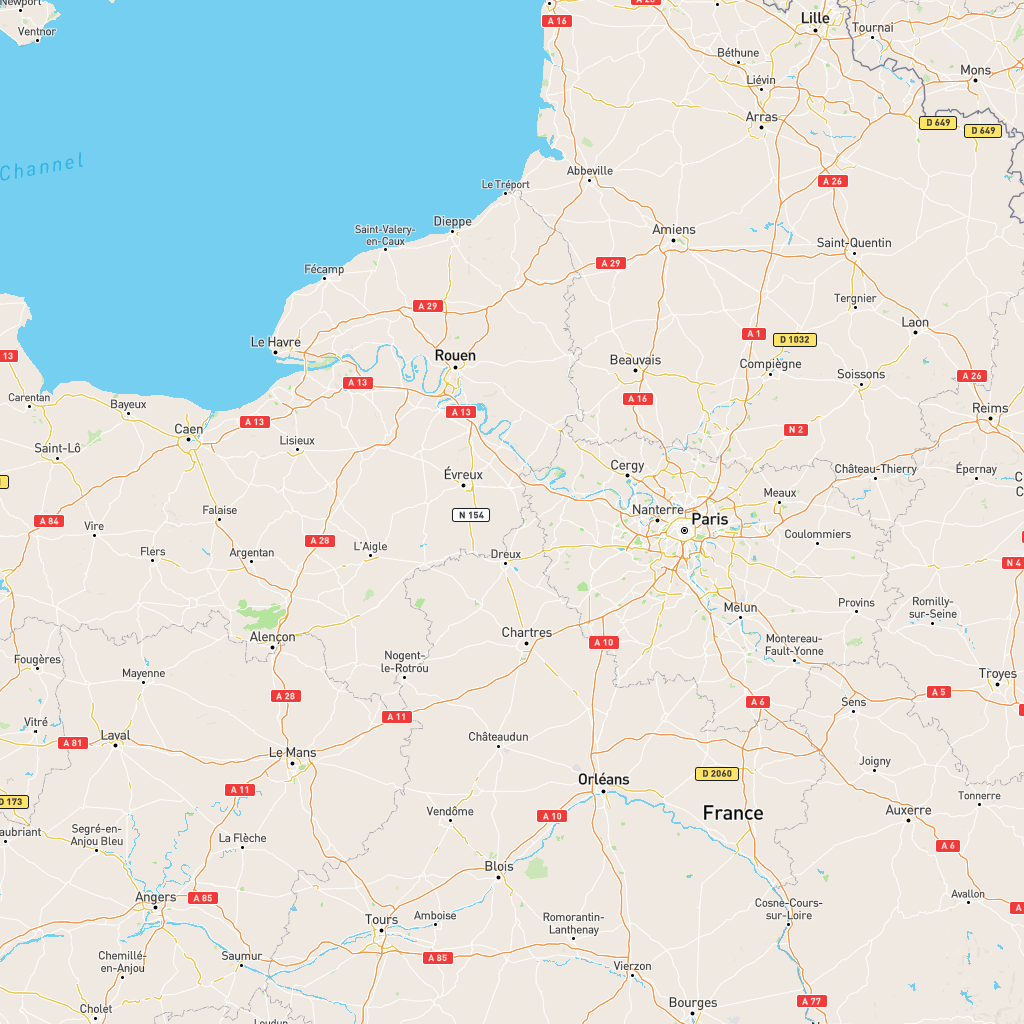 Newport
Ventnor
A 16
Lille
Tournai
Béthune
Liévin
Mons
Arras
D 649
D 649
Channel
Abbeville
Le Tréport
A 26
Dieppe
Saint-Valery-
en-Caux
Amiens
Saint-Quentin
Fécamp
A 29
Tergnier
A 29
Laon
Le Havre
A 1
D 1032
13
Rouen
Beauvais
Compiègne
Soissons
A 13
A 26
Carentan
Bayeux
A 16
Reims
A 13
A 13
Caen
N 2
Saint-Lô
Lisieux
Cergy
Château-Thierry
Épernay
Évreux
Meaux
Falaise
N 154
Nanterre
Paris
A 84
Vire
Coulommiers
A 28
L'Aigle
Flers
Argentan
Dreux
N 4
Melun
Provins
Romilly-
sur-Seine
Alençon
Chartres
A 10
Montereau-
Fault-Yonne
Fougères
Nogent-
le-Rotrou
Mayenne
Troyes
A 28
A 5
A 6
Sens
A 11
Vitré
Laval
A 81
Châteaudun
Le Mans
Joigny
D 2060
Orléans
A 11
Tonnerre
D 173
Vendôme
A 10
France
Auxerre
Segré-en-
Anjou Bleu
La Flèche
A 6
Blois
Angers
A 85
Avallon
Cosne-Cours-
sur-Loire
Tours
Amboise
Romorantin-
Lanthenay
Chemillé-
en-Anjou
Saumur
A 85
Vierzon
Cholet
Bourges
A 77
Loudun